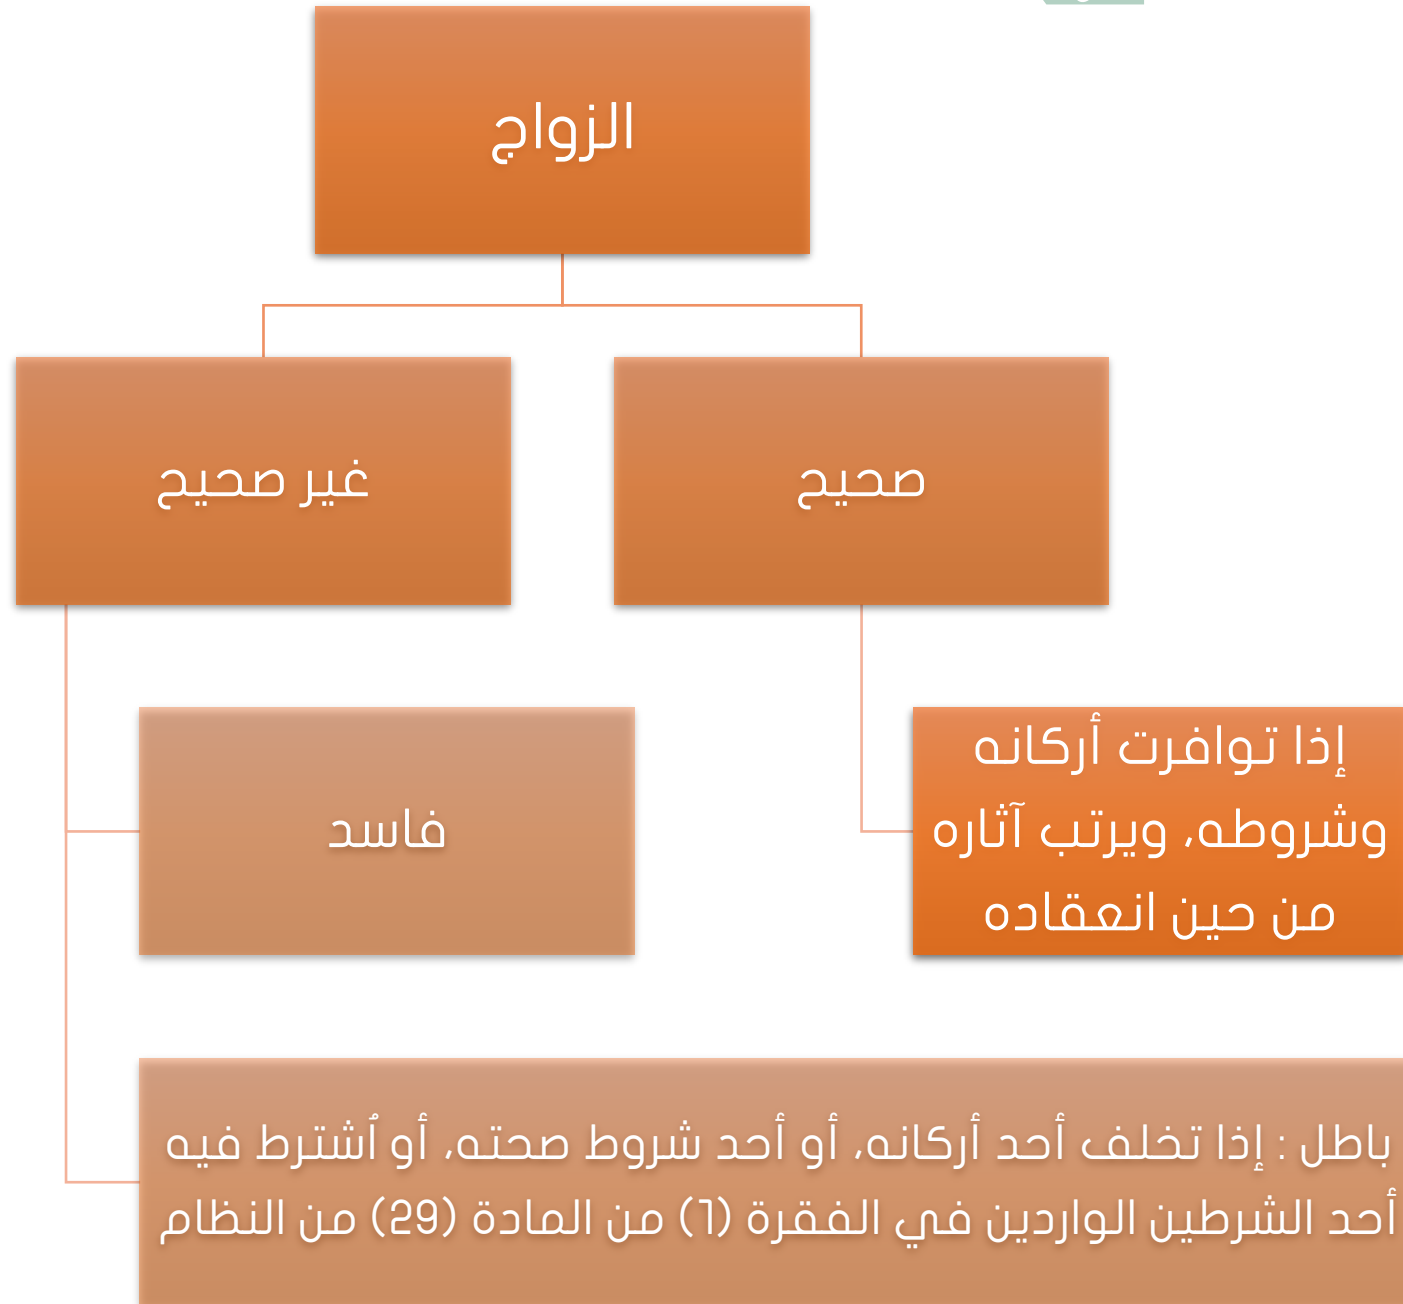 الزواج
صحيح
غير صحيح
إذا توافرت أركانه
وشروطه، ويرتب آثاره
من حين انعقاده
فاسد
باطل : إذا تخلف أحد أركانه، أو أحد شروط صحته، أو اُشترط فيه
أحد الشرطين الواردين في الفقرة (1) من المادة (29) من النظام